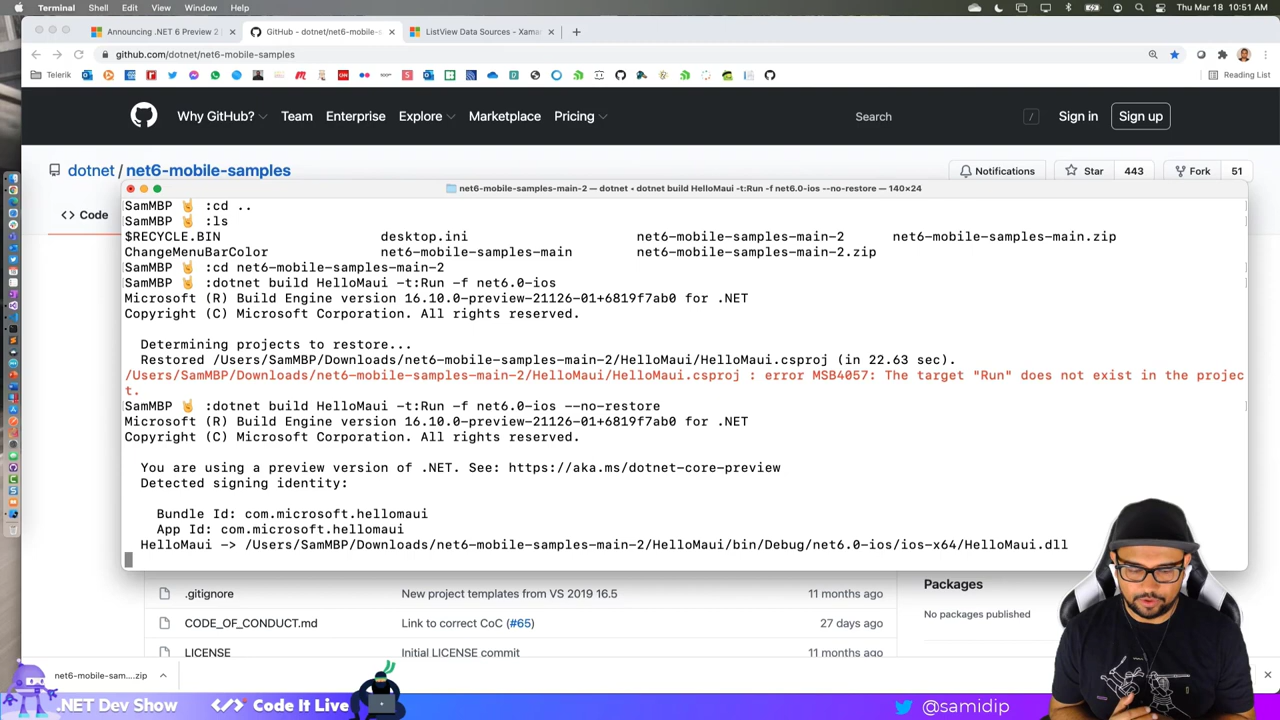 Terminal Shell Edit View Window Help Thu Mar 18 10:51 AM
Announcing .NET 6 Preview 2 × GitHub - dotnet/net6-mobile-s × ListView Data Sources - Xama × +
github.com/dotnet/net6-mobile-samples
Telerik Reading List
Why GitHub? Team Enterprise Explore Marketplace Pricing Search / Sign in Sign up
dotnet / net6-mobile-samples Notifications Star 443 Fork 51
<> Code
net6-mobile-samples-main-2 — dotnet ‹ dotnet build HelloMaui -t:Run -f net6.0-ios --no-restore — 140×24
SamMBP 🤘 :cd ..
SamMBP 🤘 :ls
$RECYCLE.BIN desktop.ini net6-mobile-samples-main-2 net6-mobile-samples-main.zip
ChangeMenuBarColor net6-mobile-samples-main net6-mobile-samples-main-2.zip
SamMBP 🤘 :cd net6-mobile-samples-main-2
SamMBP 🤘 :dotnet build HelloMaui -t:Run -f net6.0-ios
Microsoft (R) Build Engine version 16.10.0-preview-21126-01+6819f7ab0 for .NET
Copyright (C) Microsoft Corporation. All rights reserved.
Determining projects to restore...
Restored /Users/SamMBP/Downloads/net6-mobile-samples-main-2/HelloMaui/HelloMaui.csproj (in 22.63 sec).
/Users/SamMBP/Downloads/net6-mobile-samples-main-2/HelloMaui/HelloMaui.csproj : error MSB4057: The target "Run" does not exist in the projec
t.
SamMBP 🤘 :dotnet build HelloMaui -t:Run -f net6.0-ios --no-restore
Microsoft (R) Build Engine version 16.10.0-preview-21126-01+6819f7ab0 for .NET
Copyright (C) Microsoft Corporation. All rights reserved.
You are using a preview version of .NET. See: https://aka.ms/dotnet-core-preview
Detected signing identity:
Bundle Id: com.microsoft.hellomaui
App Id: com.microsoft.hellomaui
HelloMaui -> /Users/SamMBP/Downloads/net6-mobile-samples-main-2/HelloMaui/bin/Debug/net6.0-ios/ios-x64/HelloMaui.dll
.gitignore New project templates from VS 2019 16.5 11 months ago
Packages
No packages published
CODE_OF_CONDUCT.md Link to correct CoC (#65) 27 days ago
LICENSE Initial LICENSE commit 11 months ago
net6-mobile-sam....zip
.NET Dev Show Code It Live @samidip